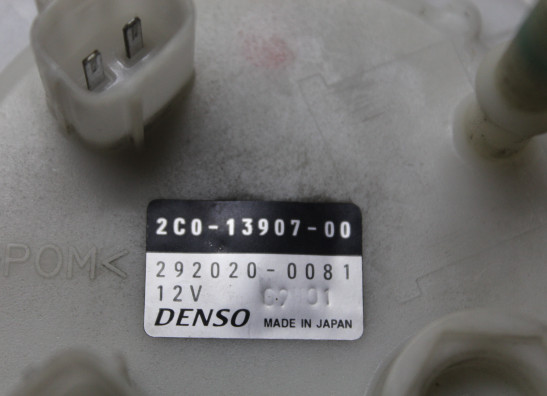 2C0-13907-00
292020-0081
12V
DENSO MADE IN JAPAN
POM<